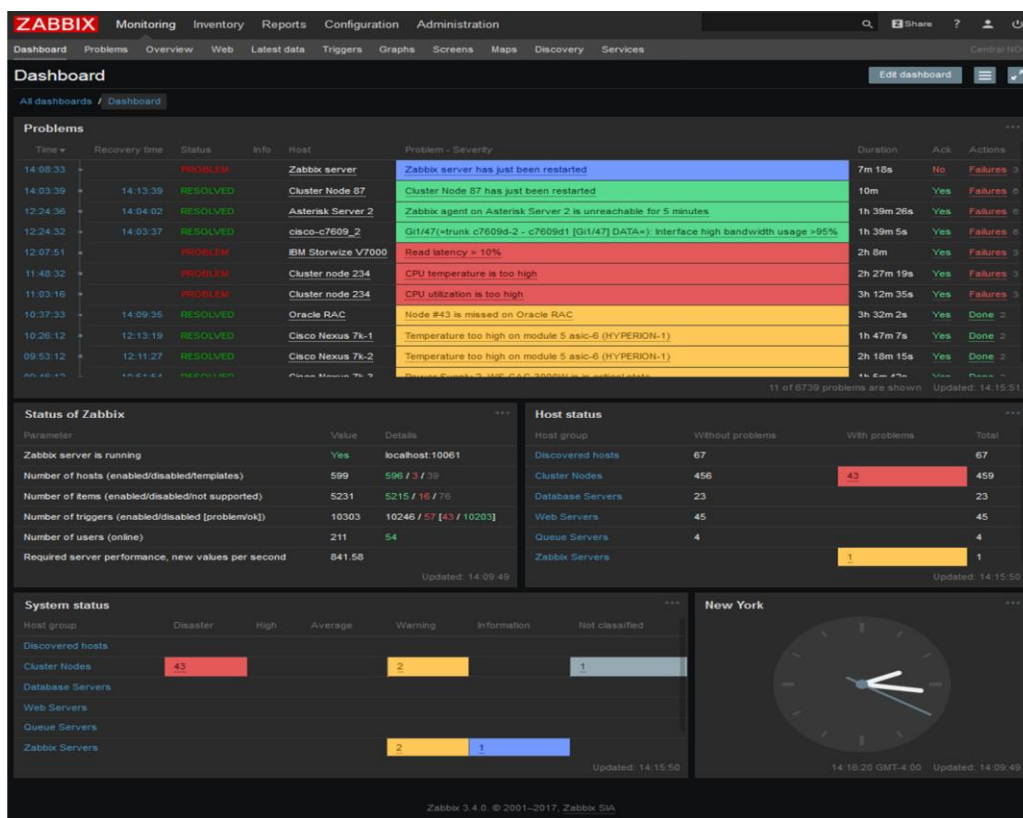 ZABBIX Monitoring Inventory Reports Configuration Administration Z Share ?
Dashboard Problems Overview Web Latest data Triggers Graphs Screens Maps Discovery Services Central NO
Dashboard Edit dashboard
All dashboards / Dashboard
Problems
Time Recovery time Status Info Host Problem - Severity Duration Ack Actions
14:08:33 PROBLEM Zabbix server Zabbix server has just been restarted 7m 18s No Failures 3
14:03:39 14:13:39 RESOLVED Cluster Node 87 Cluster Node 87 has just been restarted 10m Yes Failures 6
12:24:36 14:04:02 RESOLVED Asterisk Server 2 Zabbix agent on Asterisk Server 2 is unreachable for 5 minutes 1h 39m 26s Yes Failures 6
12:24:32 14:03:37 RESOLVED cisco-c7609_2 Gi1/47(=trunk c7609d-2 - c7609d1 [Gi1/47] DATA=): Interface high bandwidth usage >95% 1h 39m 5s Yes Failures 6
12:07:51 PROBLEM IBM Storwize V7000 Read latency > 10% 2h 8m Yes Failures 3
11:48:32 PROBLEM Cluster node 234 CPU temperature is too high 2h 27m 19s Yes Failures 3
11:03:16 PROBLEM Cluster node 234 CPU utilization is too high 3h 12m 35s Yes Failures 3
10:37:33 14:09:35 RESOLVED Oracle RAC Node #43 is missed on Oracle RAC 3h 32m 2s Yes Done 2
10:26:12 12:13:19 RESOLVED Cisco Nexus 7k-1 Temperature too high on module 5 asic-6 (HYPERION-1) 1h 47m 7s Yes Done 2
09:53:12 12:11:27 RESOLVED Cisco Nexus 7k-2 Temperature too high on module 5 asic-6 (HYPERION-1) 2h 18m 15s Yes Done 2
11 of 6739 problems are shown Updated: 14:15:51
Status of Zabbix
Parameter Value Details
Zabbix server is running Yes localhost:10061
Number of hosts (enabled/disabled/templates) 599 596 / 3 / 39
Number of items (enabled/disabled/not supported) 5231 5215 / 16 / 76
Number of triggers (enabled/disabled [problem/ok]) 10303 10246 / 57 [43 / 10203]
Number of users (online) 211 54
Required server performance, new values per second 841.58
Updated: 14:09:49
Host status
Host group Without problems With problems Total
Discovered hosts 67 67
Cluster Nodes 456 43 459
Database Servers 23 23
Web Servers 45 45
Queue Servers 4 4
Zabbix Servers 1 1
Updated: 14:15:50
System status
Host group Disaster High Average Warning Information Not classified
Discovered hosts
Cluster Nodes 43 2 1
Database Servers
Web Servers
Queue Servers
Zabbix Servers 2 1
Updated: 14:15:50
New York
14:16:20 GMT-4:00 Updated: 14:09:49
Zabbix 3.4.0. © 2001–2017, Zabbix SIA